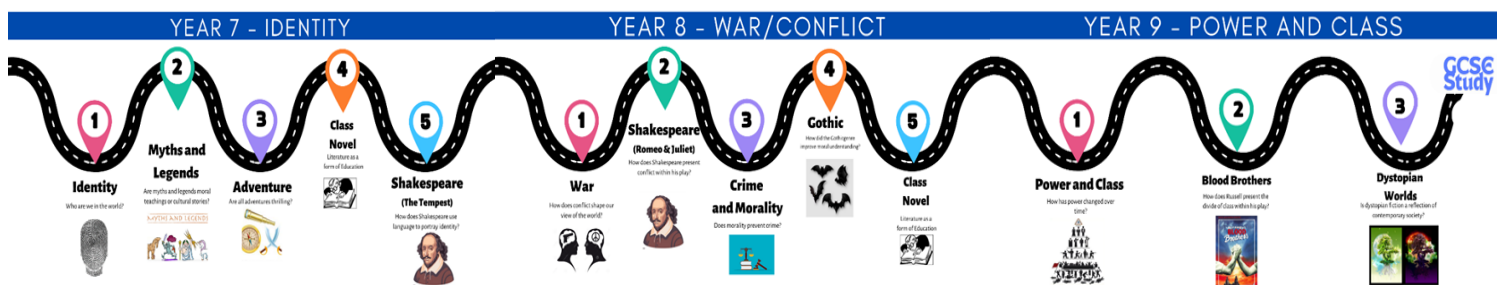 YEAR 7 - IDENTITY
1
Identity
Who are we in the world?
2
Myths and
Legends
Are myths and legends moral
teachings or cultural stories?
MYTHS AND LEGENDS
3
Adventure
Are all adventures thrilling?
4
Class
Novel
Literature as a
form of Education
5
Shakespeare
(The Tempest)
How does Shakespeare use
language to portray identity?
YEAR 8 - WAR/CONFLICT
1
War
How does conflict shape our
view of the world?
2
Shakespeare
(Romeo & Juliet)
How does Shakespeare present
conflict within his play?
3
Crime
and Morality
Does morality prevent crime?
4
Gothic
How did the Gothic genre
improve moral understanding?
5
Class
Novel
Literature as a
form of Education
YEAR 9 - POWER AND CLASS
1
Power and Class
How has power changed over
time?
2
Blood Brothers
How does Russell present the
divide of class within his play?
BLOOD
Brothers
3
Dystopian
Worlds
Is dystopian fiction a reflection of
contemporary society?
GCSE
Study